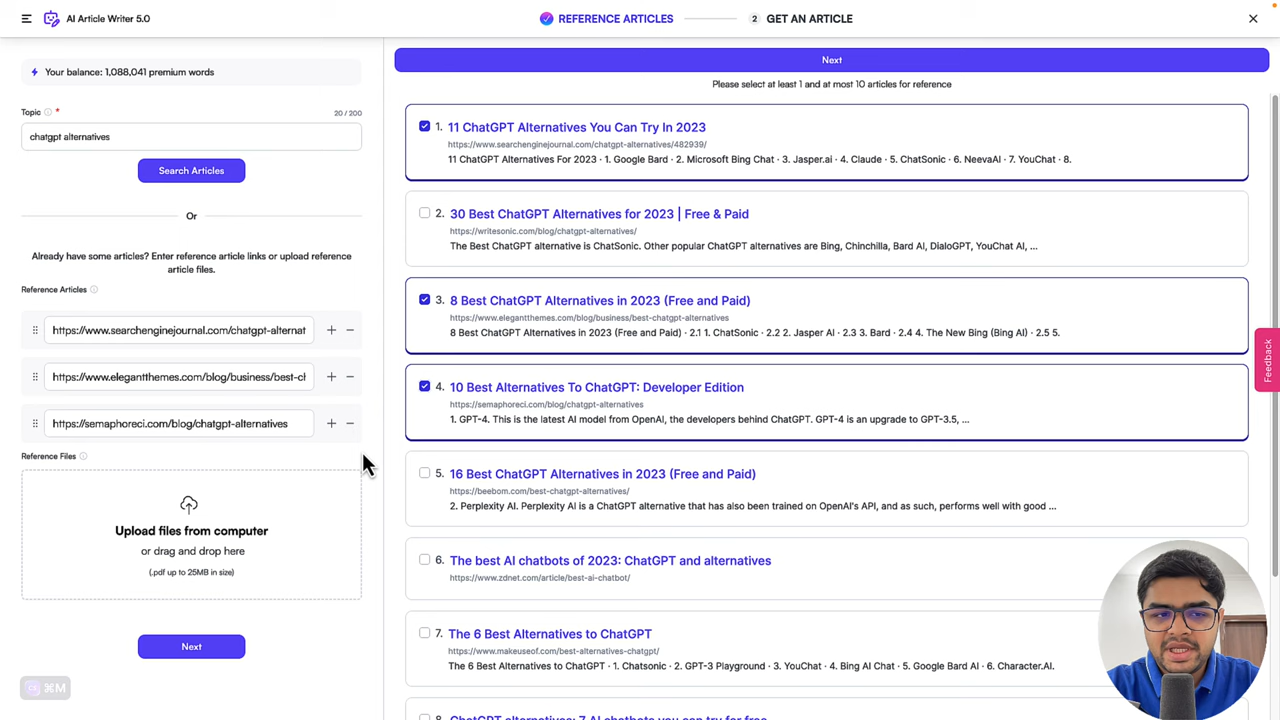 AI Article Writer 5.0
REFERENCE ARTICLES
2 GET AN ARTICLE
Your balance: 1,088,041 premium words
Topic *
20 / 200
chatgpt alternatives
Search Articles
Or
Already have some articles? Enter reference article links or upload reference
article files.
Reference Articles
https://www.searchenginejournal.com/chatgpt-alternat
https://www.elegantthemes.com/blog/business/best-cl
https://semaphoreci.com/blog/chatgpt-alternatives
Reference Files
Upload files from computer
or drag and drop here
(.pdf up to 25MB in size)
Next
⌘M
Next
Please select at least 1 and at most 10 articles for reference
1. 11 ChatGPT Alternatives You Can Try In 2023
https://www.searchenginejournal.com/chatgpt-alternatives/482939/
11 ChatGPT Alternatives For 2023 · 1. Google Bard · 2. Microsoft Bing Chat · 3. Jasper.ai · 4. Claude · 5. ChatSonic · 6. NeevaAI · 7. YouChat · 8.
2. 30 Best ChatGPT Alternatives for 2023 | Free & Paid
https://writesonic.com/blog/chatgpt-alternatives/
The Best ChatGPT alternative is ChatSonic. Other popular ChatGPT alternatives are Bing, Chinchilla, Bard AI, DialoGPT, YouChat AI, ...
3. 8 Best ChatGPT Alternatives in 2023 (Free and Paid)
https://www.elegantthemes.com/blog/business/best-chatgpt-alternatives
8 Best ChatGPT Alternatives in 2023 (Free and Paid) · 2.1 1. ChatSonic · 2.2 2. Jasper AI · 2.3 3. Bard · 2.4 4. The New Bing (Bing AI) · 2.5 5.
4. 10 Best Alternatives To ChatGPT: Developer Edition
https://semaphoreci.com/blog/chatgpt-alternatives
1. GPT-4. This is the latest AI model from OpenAI, the developers behind ChatGPT. GPT-4 is an upgrade to GPT-3.5, ...
5. 16 Best ChatGPT Alternatives in 2023 (Free and Paid)
https://beebom.com/best-chatgpt-alternatives/
2. Perplexity AI. Perplexity AI is a ChatGPT alternative that has also been trained on OpenAI's API, and as such, performs well with good ...
6. The best AI chatbots of 2023: ChatGPT and alternatives
https://www.zdnet.com/article/best-ai-chatbot/
7. The 6 Best Alternatives to ChatGPT
https://www.makeuseof.com/best-alternatives-chatgpt/
The 6 Best Alternatives to ChatGPT · 1. Chatsonic · 2. GPT-3 Playground · 3. YouChat · 4. Bing AI Chat · 5. Google Bard AI · 6. Character.AI.
8. Chatgpt alternatives: 7 AI chatbots you can try for free
Feedback